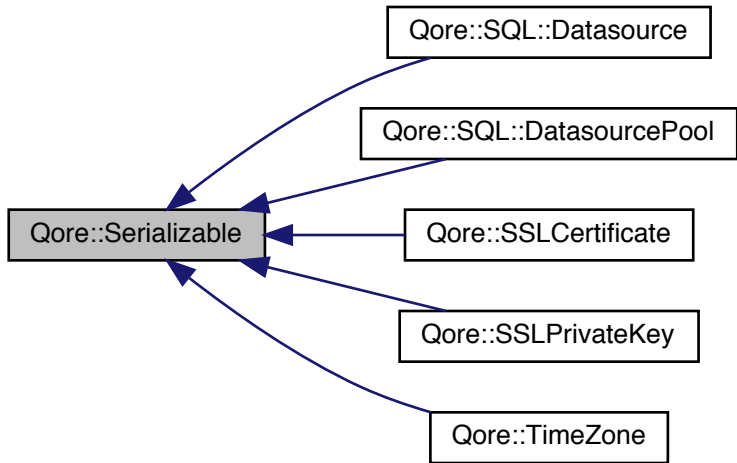 Qore::SQL::Datasource
Qore::SQL::DatasourcePool
Qore::Serializable
Qore::SSLCertificate
Qore::SSLPrivateKey
Qore::TimeZone